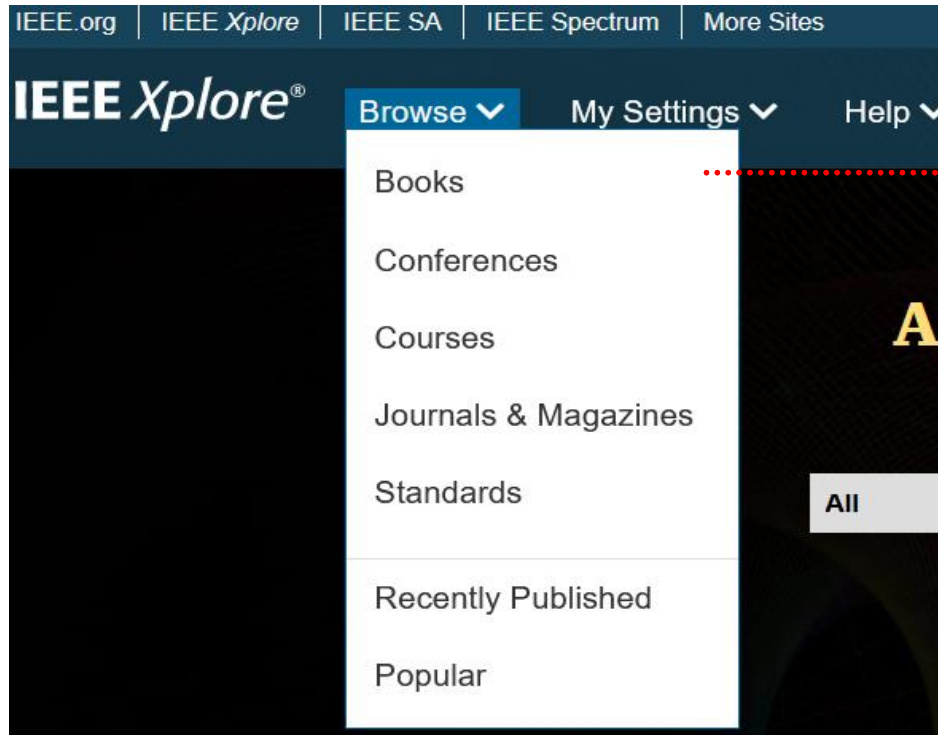 IEEE.org | IEEE Xplore | IEEE SA | IEEE Spectrum | More Sites
IEEE Xplore® Browse My Settings Help
Books
Conferences
A
Courses
Journals & Magazines
Standards
All
Recently Published
Popular